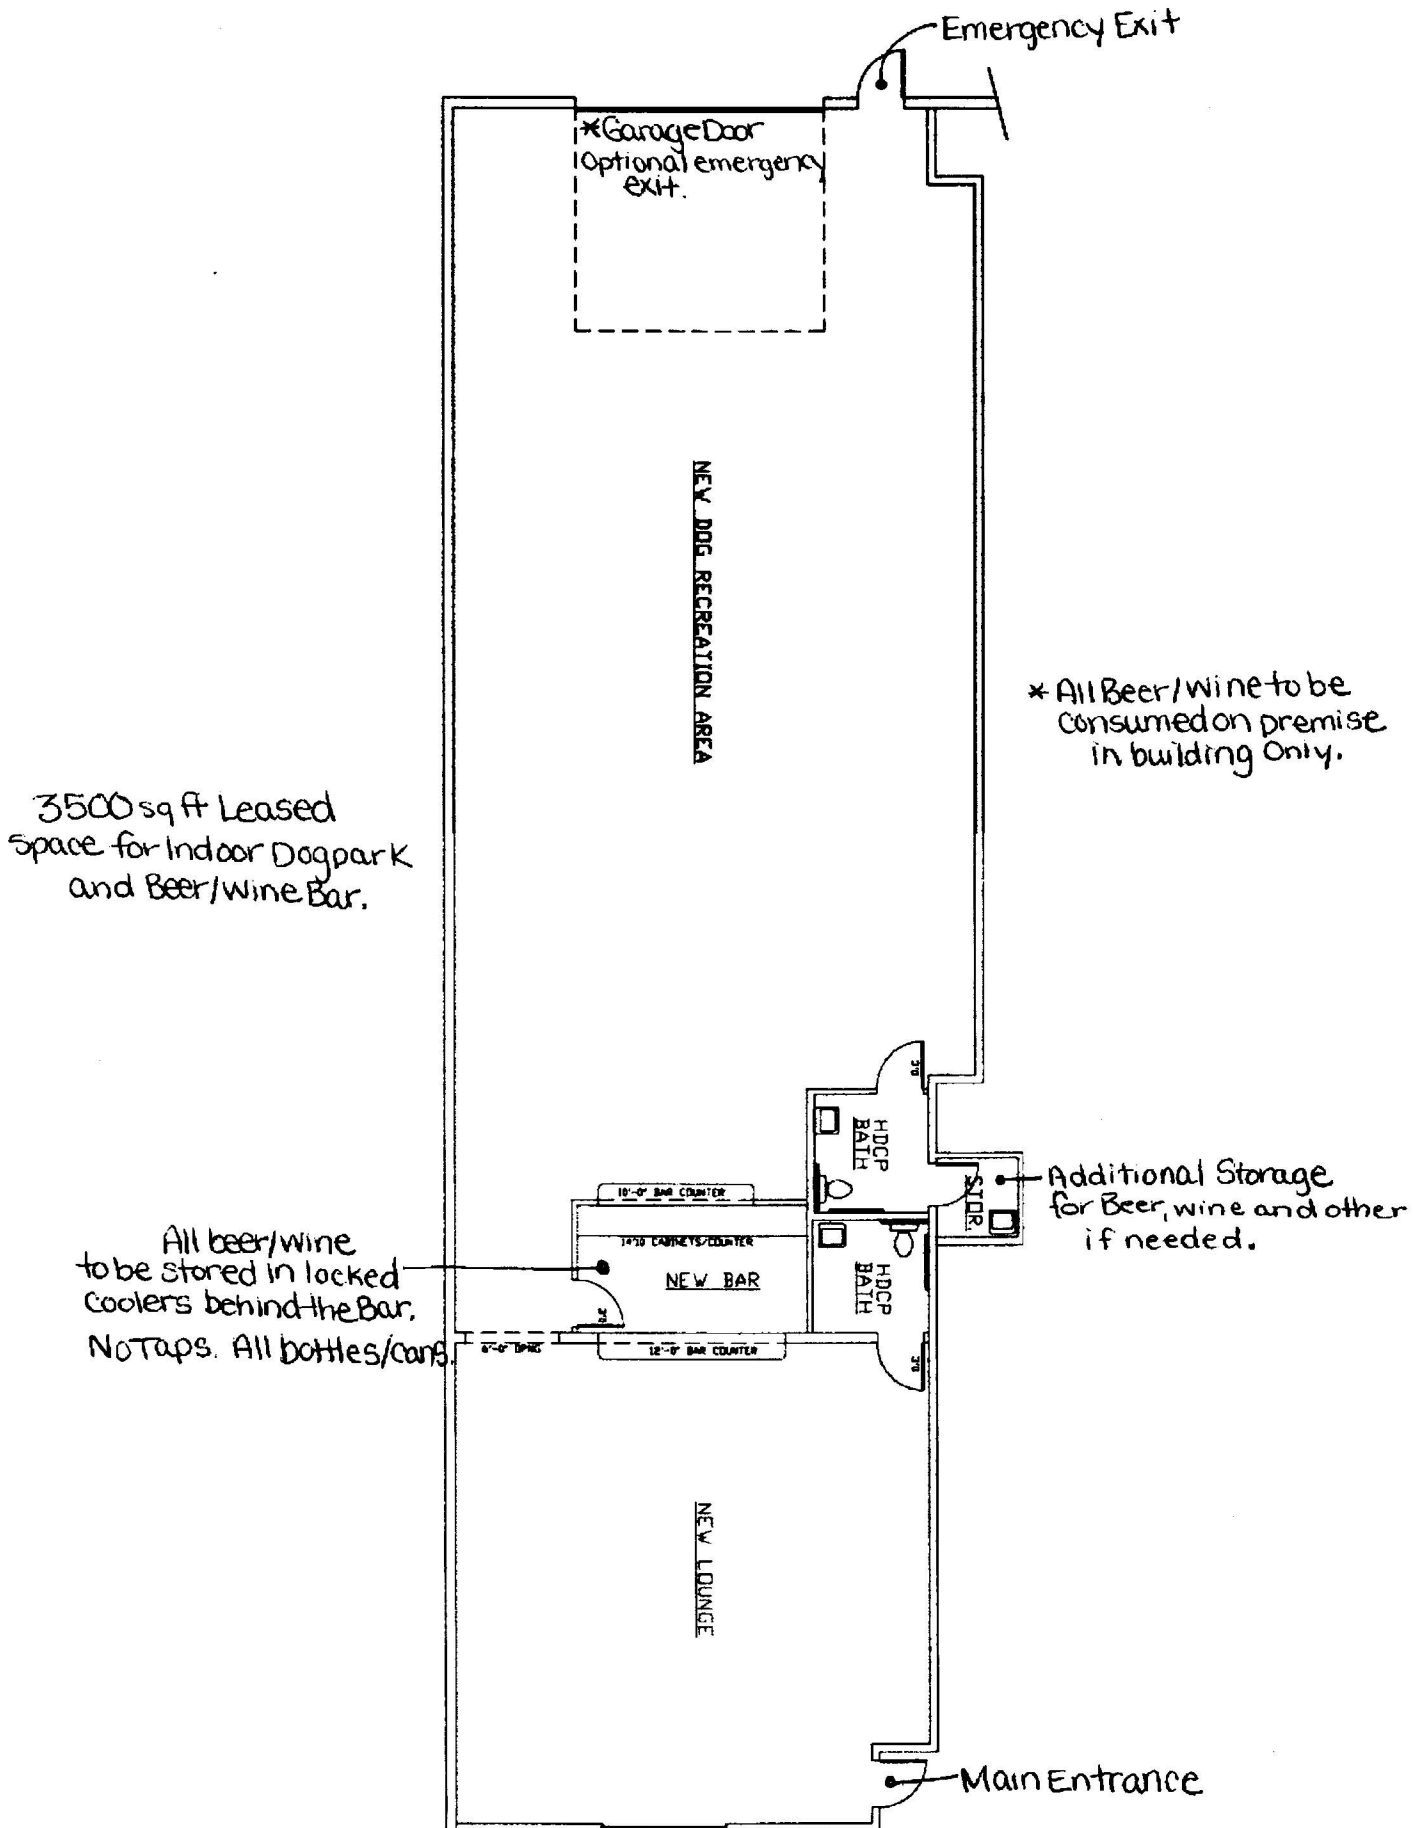 Emergency Exit
*Garage Door
Optional emergency
exit.
NEW DOG RECREATION AREA
* All Beer/Wine to be
consumed on premise
in building Only.
3500 sq ft Leased
Space for Indoor Dogpark
and Beer/Wine Bar.
3'0
HDCP
BATH
STOR.
Additional Storage
for Beer, wine and other
if needed.
10'-0" BAR COUNTER
CABINETS/COUNTER
NEW BAR
3'0
HDCP
BATH
All beer/wine
to be stored in locked
coolers behind the Bar.
No Taps. All bottles/cans.
6'-0" OPNG
12'-0" BAR COUNTER
3'0
NEW LOUNGE
Main Entrance